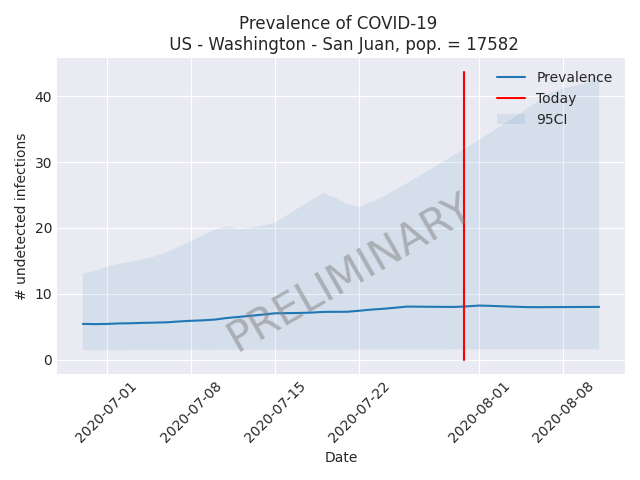 Prevalence of COVID-19
US - Washington - San Juan, pop. = 17582
Prevalence
Today
95CI
# undetected infections
40
30
20
10
0
PRELIMINARY
2020-07-01
2020-07-08
2020-07-15
2020-07-22
2020-08-01
2020-08-08
Date